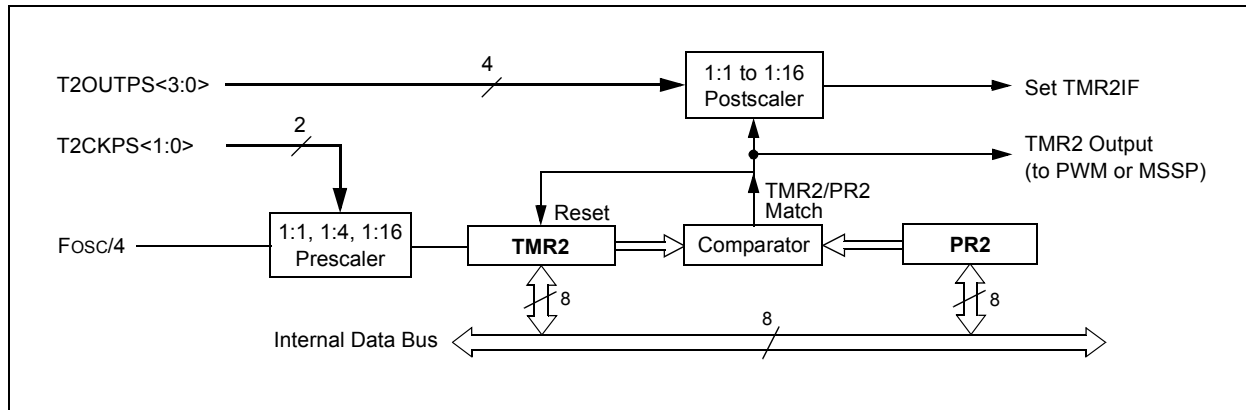 T2OUTPS<3:0>
4
1:1 to 1:16
Postscaler
Set TMR2IF
T2CKPS<1:0>
2
TMR2 Output
(to PWM or MSSP)
TMR2/PR2
Match
Reset
FOSC/4
1:1, 1:4, 1:16
Prescaler
TMR2
Comparator
PR2
8
8
8
Internal Data Bus